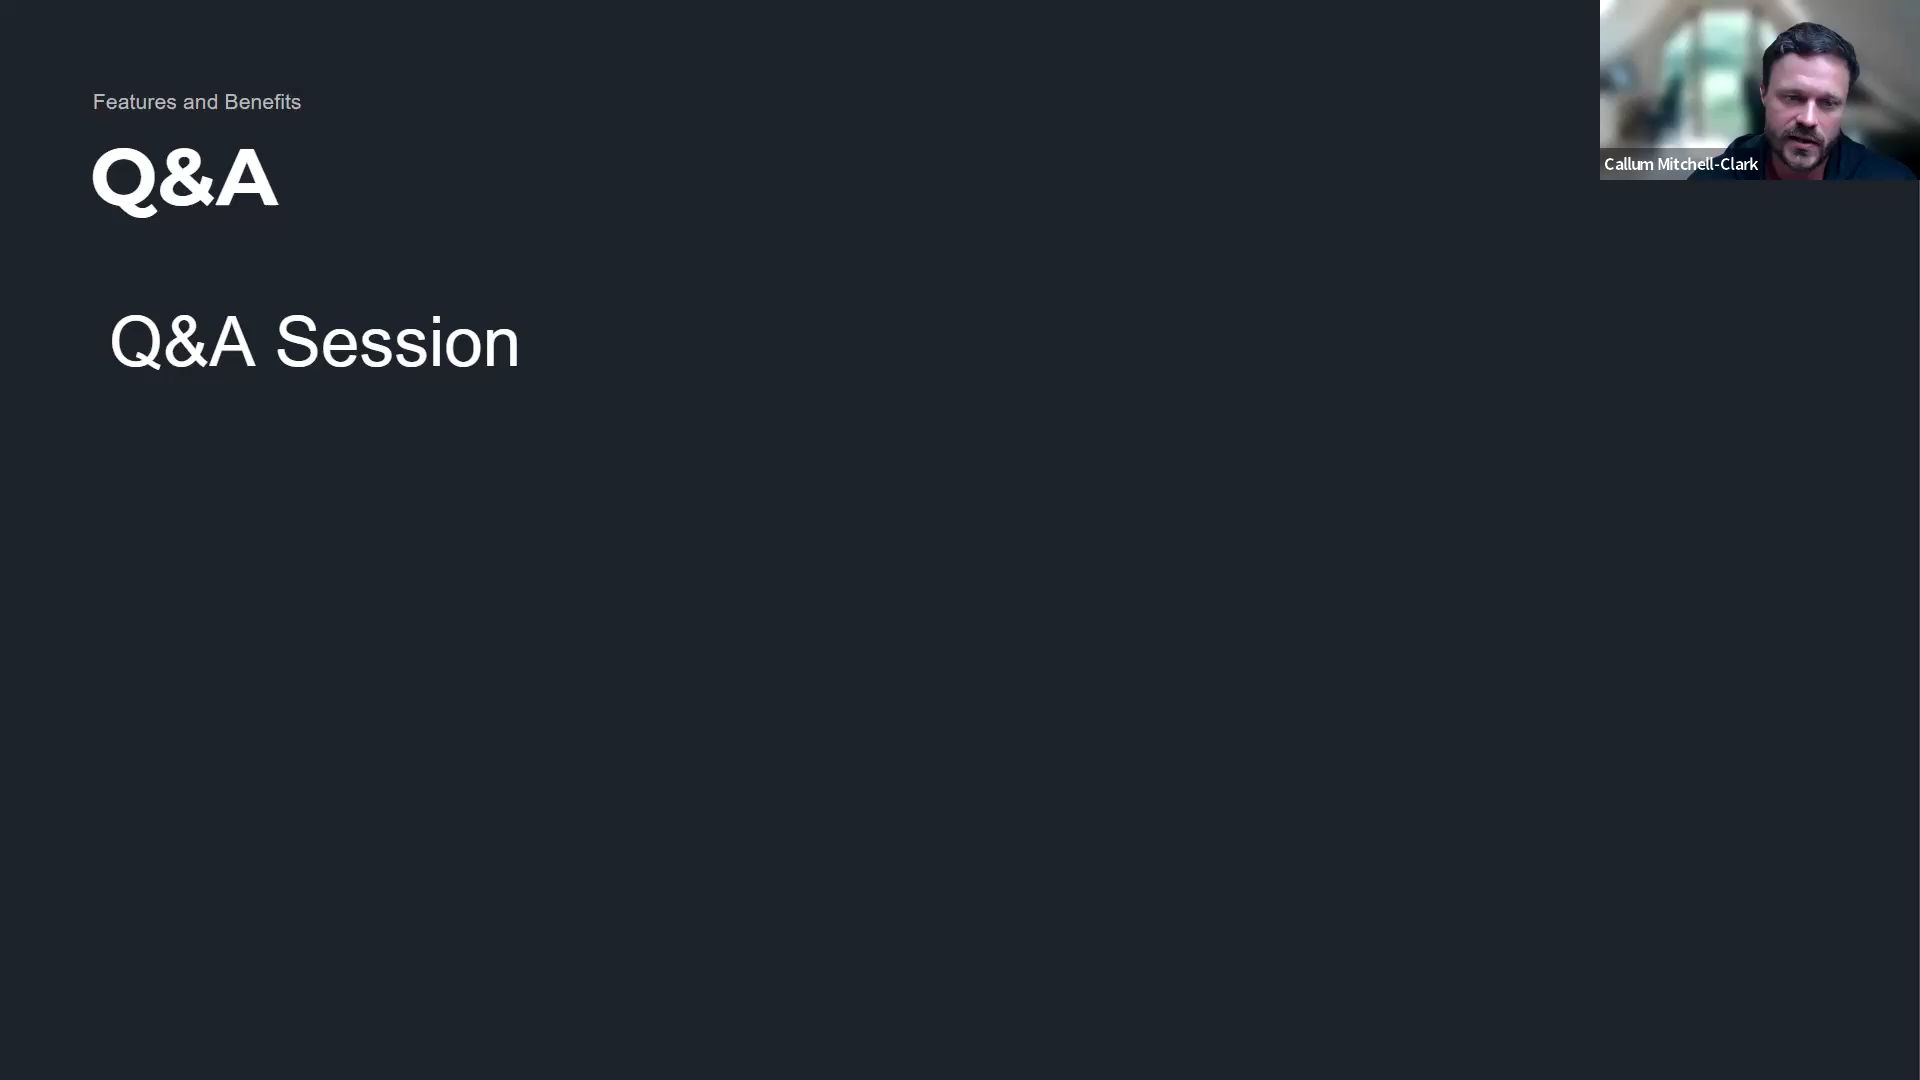 Features and Benefits
Q&A
Q&A Session
Callum Mitchell-Clark